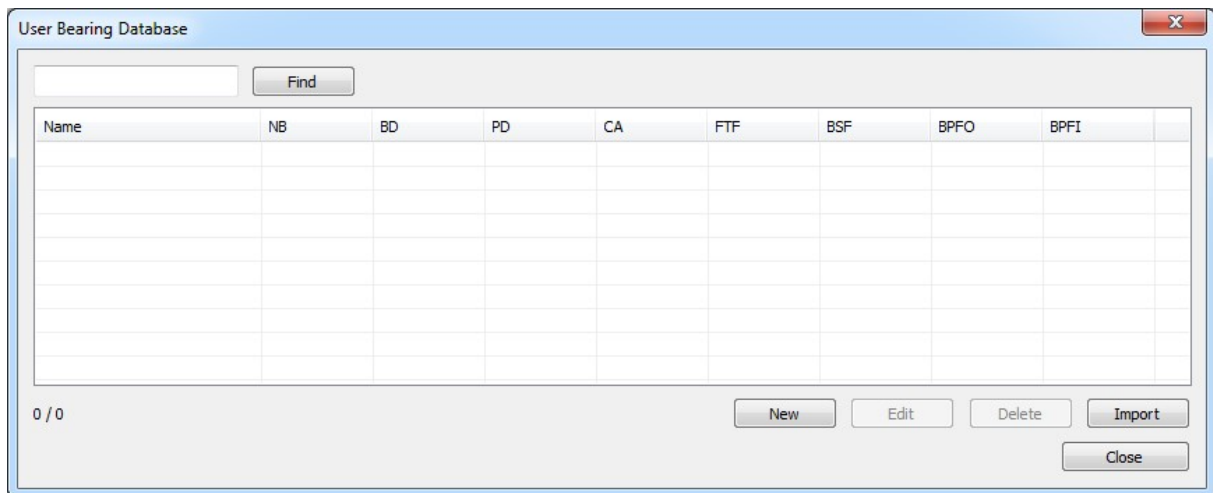 User Bearing Database
Find
Name NB BD PD CA FTF BSF BPFO BPFI
0 / 0 New Edit Delete Import
Close